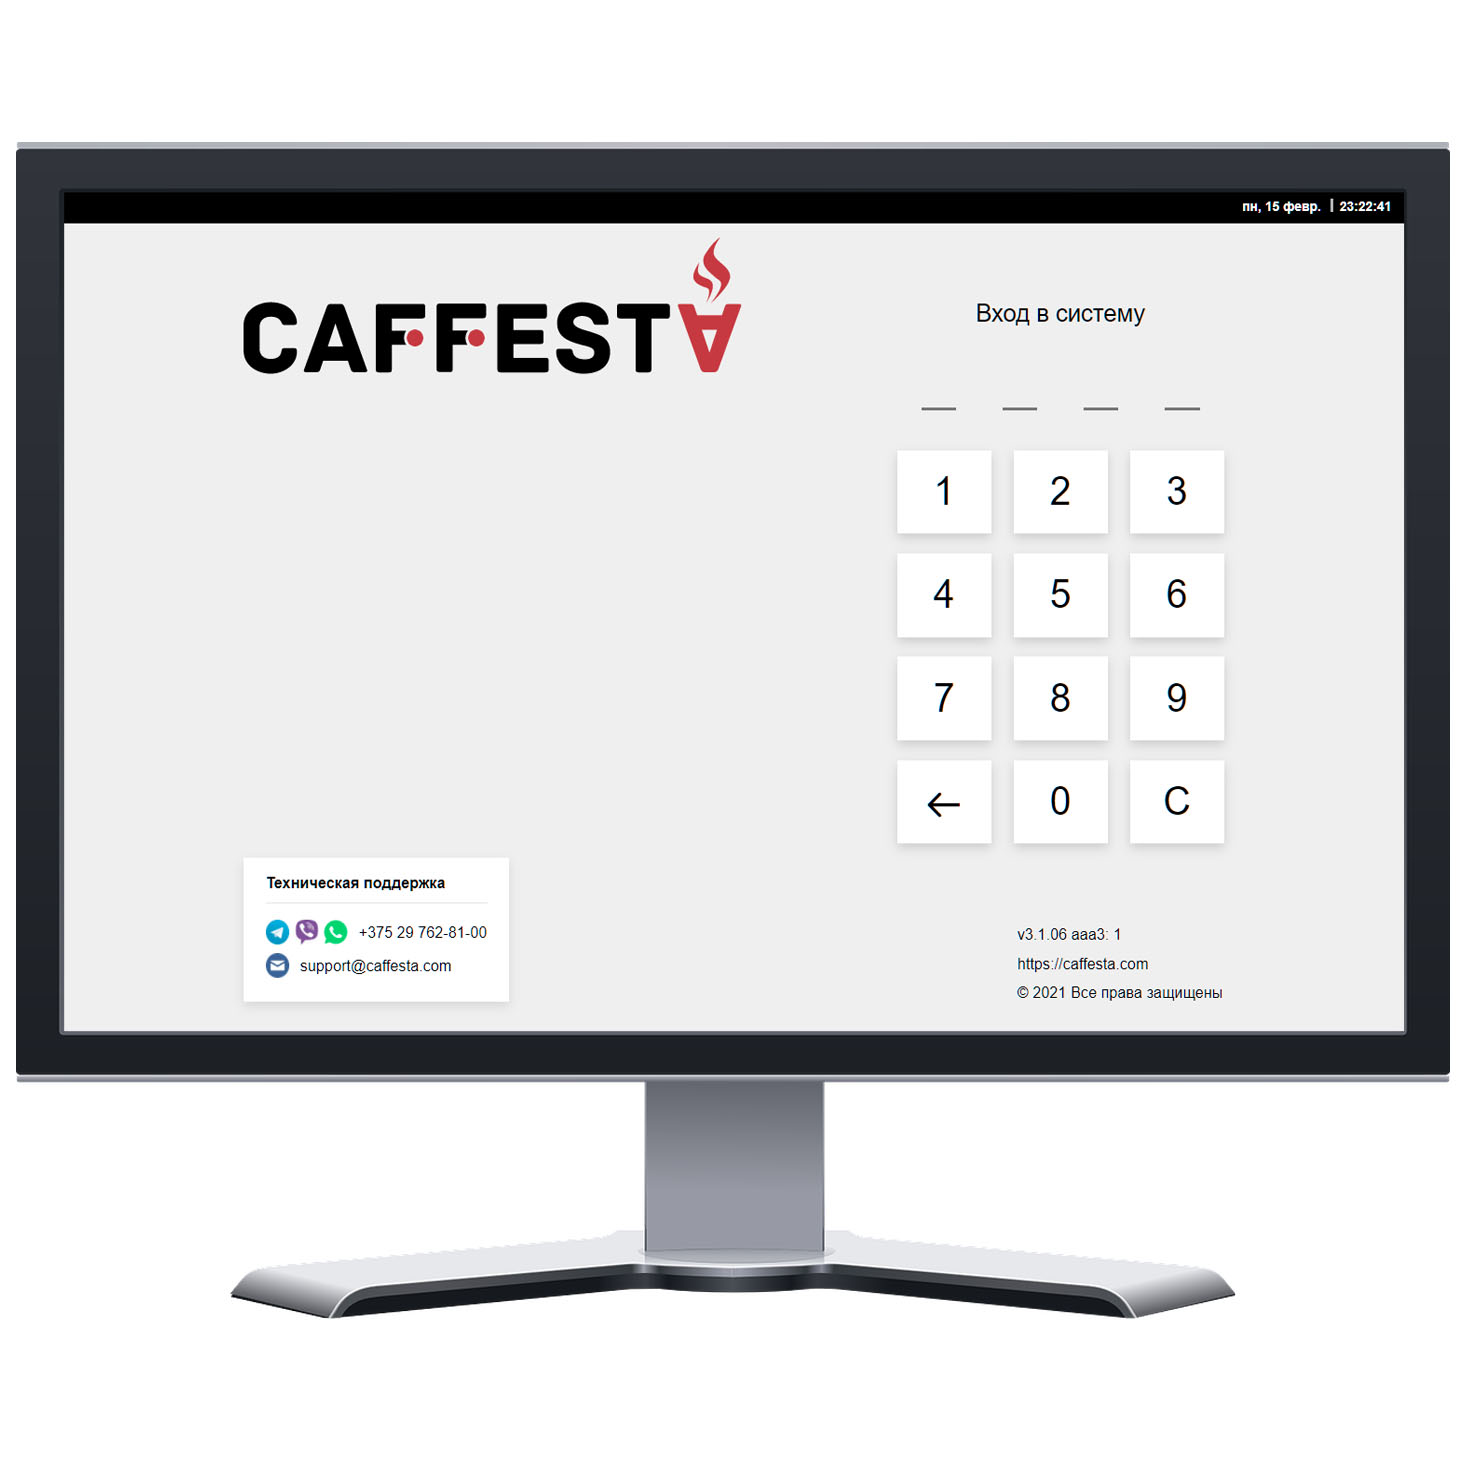 пн, 15 февр. | 23:22:41
CAFFESTA
Вход в систему
1 2 3
4 5 6
7 8 9
← 0 C
Техническая поддержка
+375 29 762-81-00
support@caffesta.com
v3.1.06 aaa3: 1
https://caffesta.com
© 2021 Все права защищены